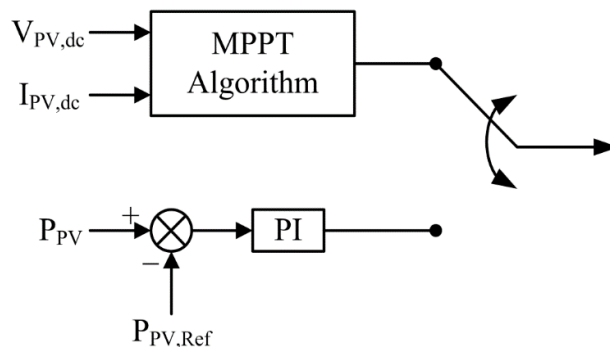 V_PV,dc
MPPT
Algorithm
I_PV,dc
P_PV
+
PI
−
P_PV,Ref